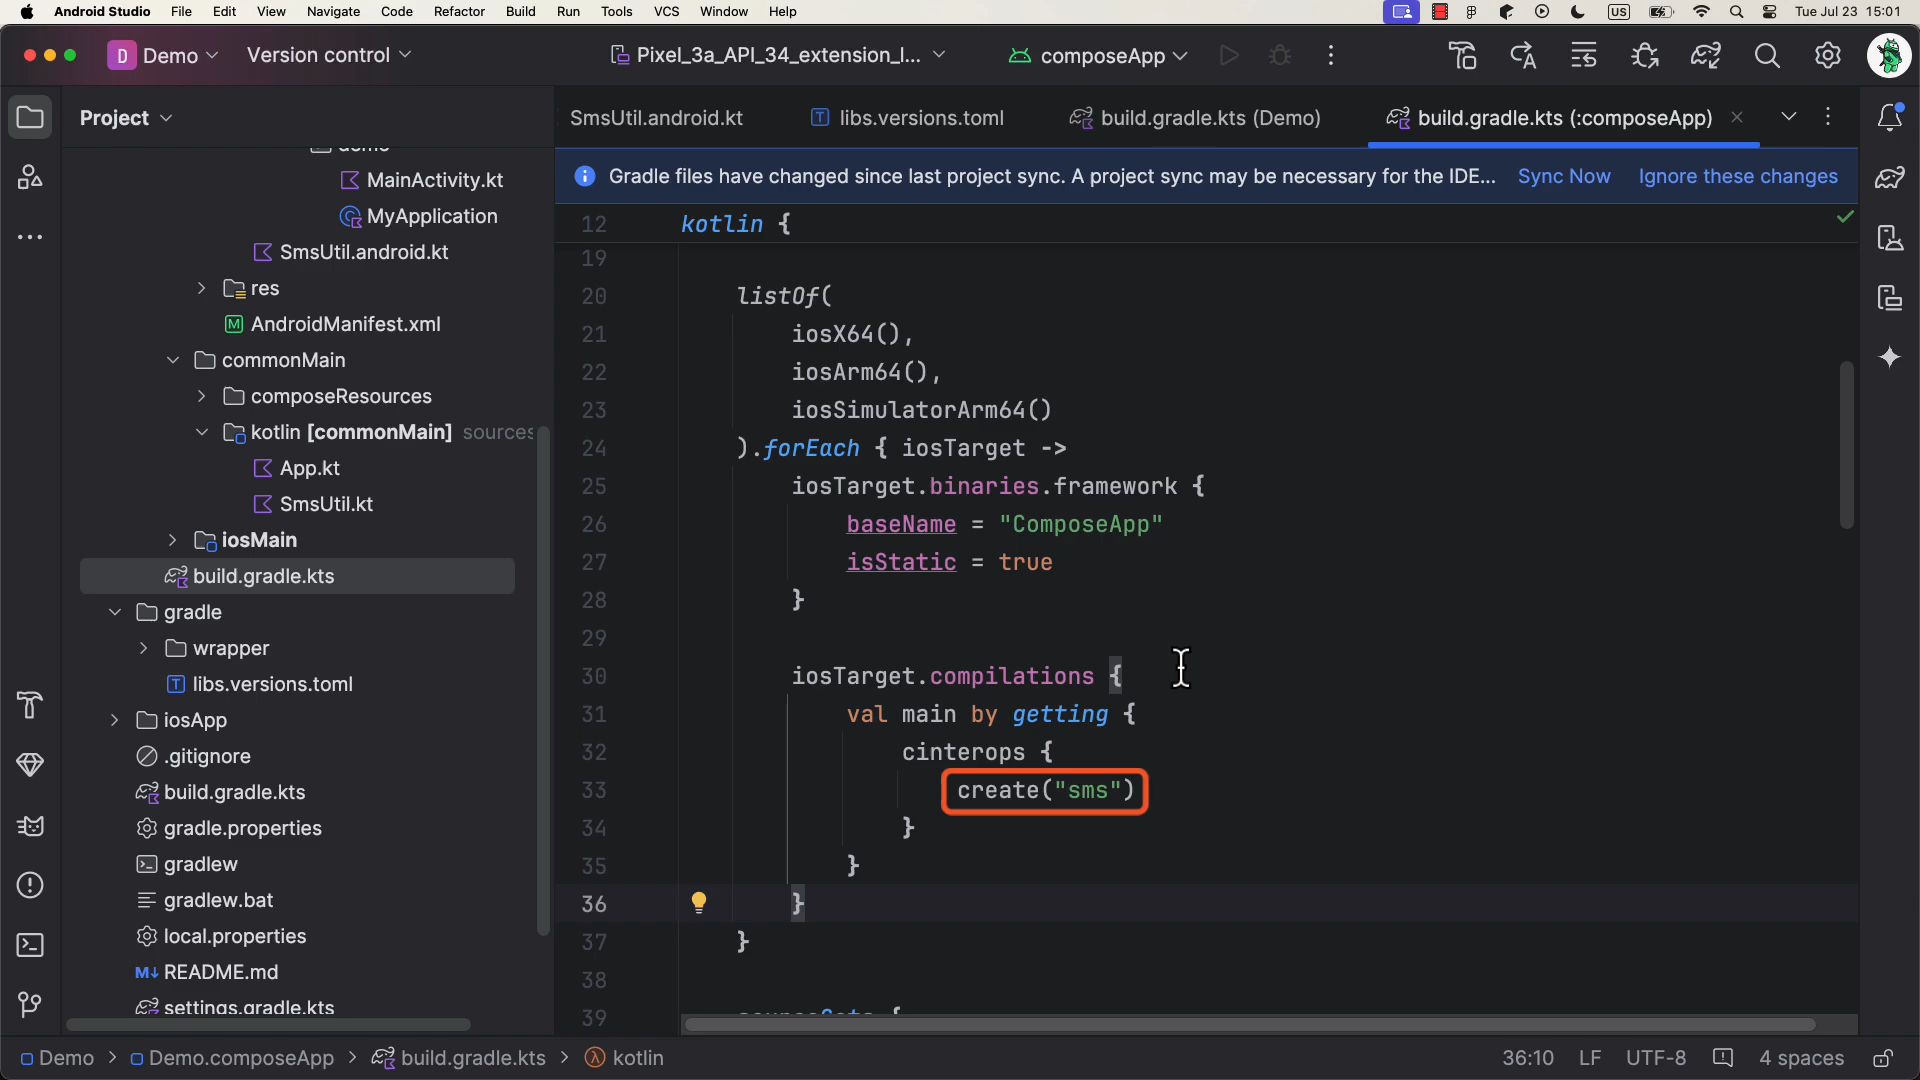 Android Studio File Edit View Navigate Code Refactor Build Run Tools VCS Window Help US Tue Jul 23 15:01
D Demo Version control Pixel_3a_API_34_extension_l... composeApp
Project
SmsUtil.android.kt libs.versions.toml build.gradle.kts (Demo) build.gradle.kts (:composeApp)
Gradle files have changed since last project sync. A project sync may be necessary for the IDE... Sync Now Ignore these changes
demo
MainActivity.kt
MyApplication
SmsUtil.android.kt
res
AndroidManifest.xml
commonMain
composeResources
kotlin [commonMain] sources
App.kt
SmsUtil.kt
iosMain
build.gradle.kts
gradle
wrapper
libs.versions.toml
iosApp
.gitignore
build.gradle.kts
gradle.properties
gradlew
gradlew.bat
local.properties
README.md
settings.gradle.kts
12 kotlin {
19
20 listOf(
21 iosX64(),
22 iosArm64(),
23 iosSimulatorArm64()
24 ).forEach { iosTarget ->
25 iosTarget.binaries.framework {
26 baseName = "ComposeApp"
27 isStatic = true
28 }
29
30 iosTarget.compilations {
31 val main by getting {
32 cinterops {
33 create("sms")
34 }
35 }
36 }
37 }
38
39 sourceSets {
Demo > Demo.composeApp > build.gradle.kts > kotlin 36:10 LF UTF-8 4 spaces